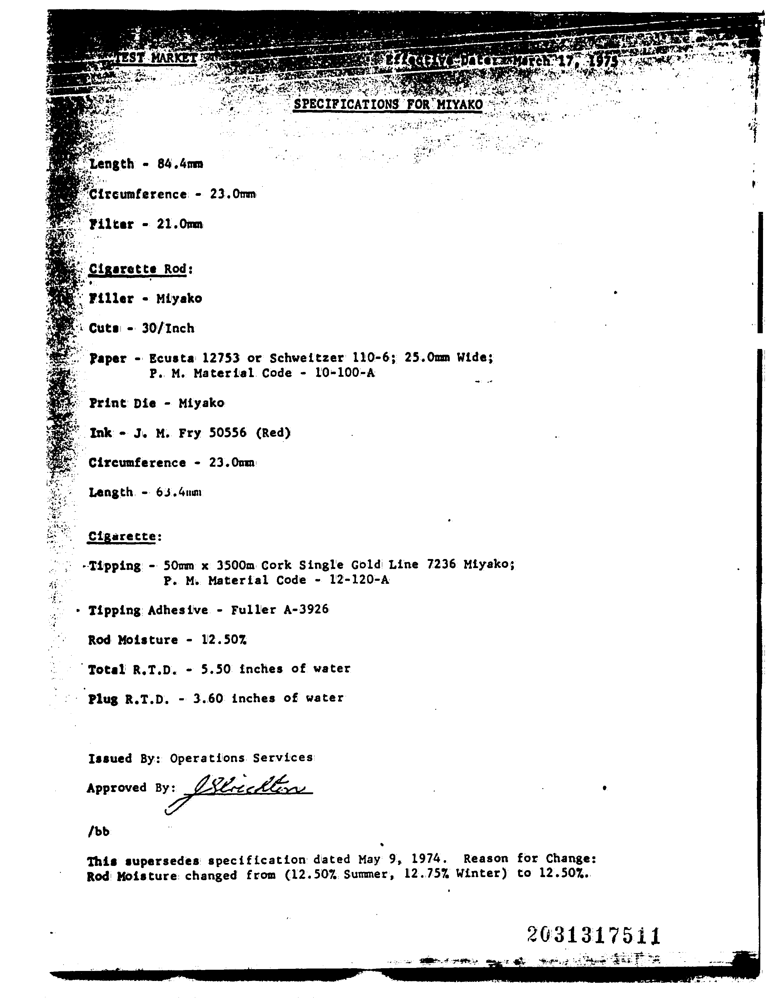 TEST MARKET
Effective Date: March 17, 1975
SPECIFICATIONS FOR MIYAKO
Length - 84.4mm
Circumference - 23.0mm
Filter - 21.0mm
Cigarette Rod:
Filler - Miyako
Cuts - 30/Inch
Paper - Ecusta 12753 or Schweitzer 110-6; 25.0mm Wide;
P. M. Material Code - 10-100-A
Print Die - Miyako
Ink - J. M. Fry 50556 (Red)
Circumference - 23.0mm
Length - 63.4mm
Cigarette:
Tipping - 50mm x 3500m Cork Single Gold Line 7236 Miyako;
P. M. Material Code - 12-120-A
Tipping Adhesive - Fuller A-3926
Rod Moisture - 12.50%
Total R.T.D. - 5.50 inches of water
Plug R.T.D. - 3.60 inches of water
Issued By: Operations Services
Approved By:
/bb
This supersedes specification dated May 9, 1974. Reason for Change:
Rod Moisture changed from (12.50% Summer, 12.75% Winter) to 12.50%.
2031317511